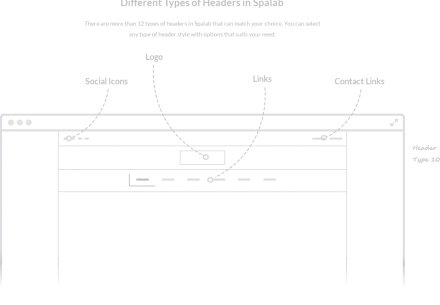 Different Types of Headers in Spalab
There are more than 12 types of headers in Spalab that can match your choice. You can select
any type of header style with options that suits your need.
Logo
Social Icons
Links
Contact Links
Header
Type 10